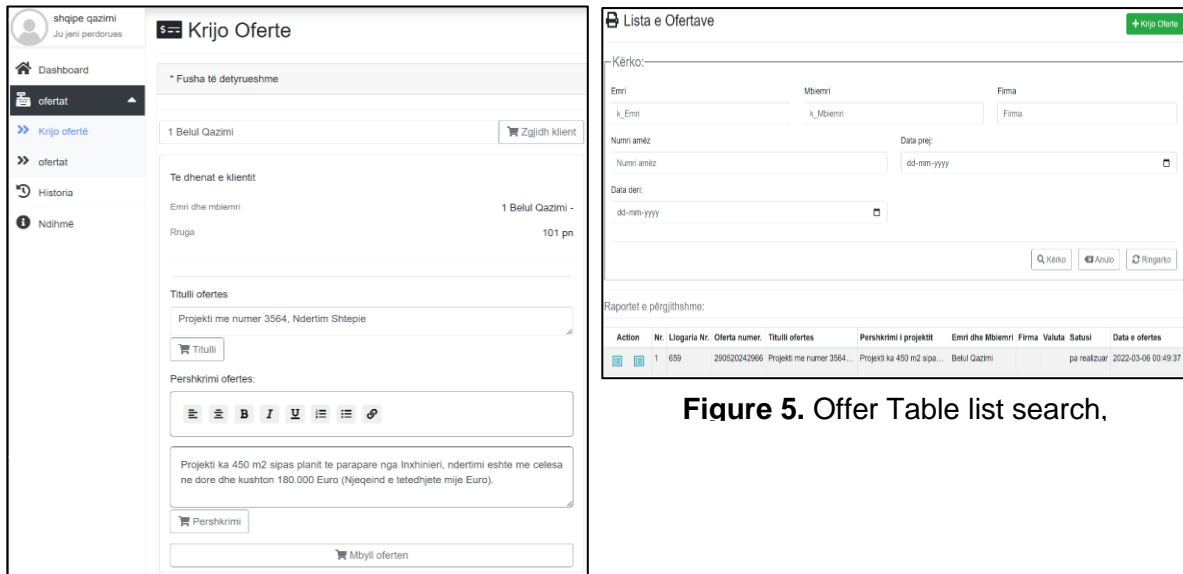 shqipe qazimi
Ju jeni perdorues
Dashboard
ofertat
Krijo ofertë
ofertat
Historia
Ndihmë
Krijo Oferte
* Fusha të detyrueshme
1 Belul Qazimi
Zgjidh klient
Te dhenat e klientit
Emri dhe mbiemri 1 Belul Qazimi -
Rruga 101 pn
Titulli ofertes
Projekti me numer 3564, Ndertim Shtepie
Titulli
Pershkrimi ofertes:
B I U
Projekti ka 450 m2 sipas planit te parapare nga Inxhinieri, ndertimi eshte me celesa
ne dore dhe kushton 180.000 Euro (Njeqeind e tetedhjete mije Euro).
Pershkrimi
Mbyll oferten
Lista e Ofertave
+ Krijo Oferte
Kërko:
Emri Mbiemri Firma
k_Emri k_Mbiemri Firma
Numri amëz Data prej:
Numri amëz dd-mm-yyyy
Data deri:
dd-mm-yyyy
Kërko Anulo Ringarko
Raportet e përgjithshme:
Action Nr. Llogaria Nr. Oferta numer. Titulli ofertes Pershkrimi i projektit Emri dhe Mbiemri Firma Valuta Satusi Data e ofertes
1 659 290520242966 Projekti me numer 3564... Projekti ka 450 m2 sipa... Belul Qazimi pa realizuar 2022-03-06 00:49:37
Figure 5. Offer Table list search,